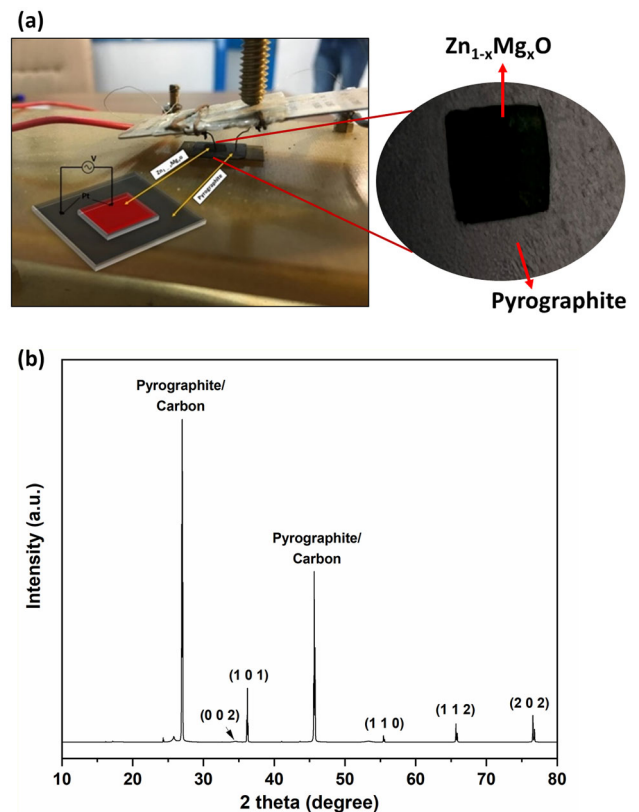 (a)
Zn₁₋ₓMgₓO
V
Pt
Zn₁₋ₓMgₓO
Pyrographite
Pyrographite
(b)
Pyrographite/
Carbon
Pyrographite/
Carbon
(1 0 1)
(0 0 2)
(1 1 0)
(1 1 2)
(2 0 2)
Intensity (a.u.)
10 20 30 40 50 60 70 80
2 theta (degree)